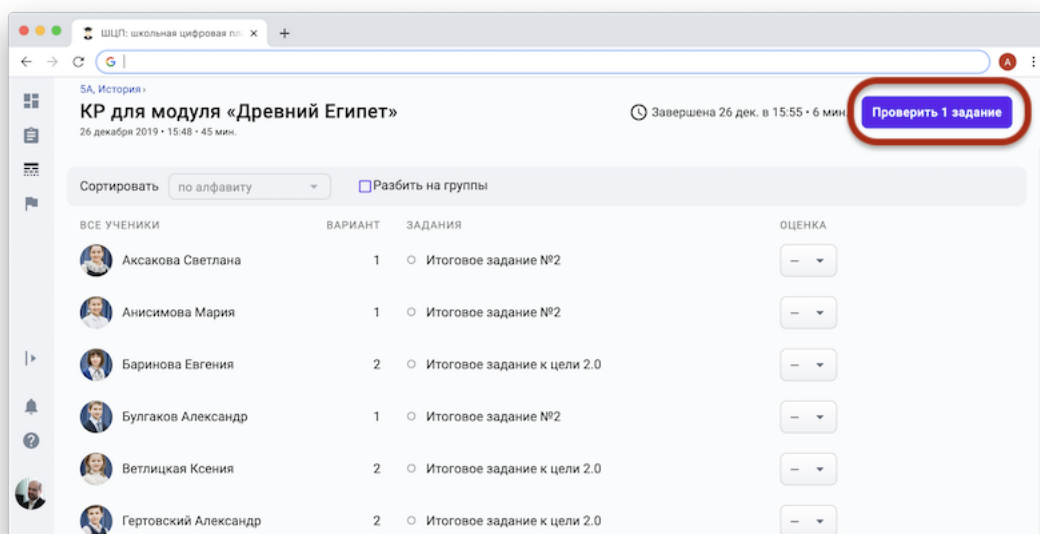 ШЦП: школьная цифровая пл
5А, История ›
КР для модуля «Древний Египет»
26 декабря 2019 • 15:48 • 45 мин.
Завершена 26 дек. в 15:55 • 6 мин.
Проверить 1 задание
Сортировать по алфавиту Разбить на группы
ВСЕ УЧЕНИКИ ВАРИАНТ ЗАДАНИЯ ОЦЕНКА
Аксакова Светлана 1 Итоговое задание №2 –
Анисимова Мария 1 Итоговое задание №2 –
Баринова Евгения 2 Итоговое задание к цели 2.0 –
Булгаков Александр 1 Итоговое задание №2 –
Ветлицкая Ксения 2 Итоговое задание к цели 2.0 –
Гертовский Александр 2 Итоговое задание к цели 2.0 –